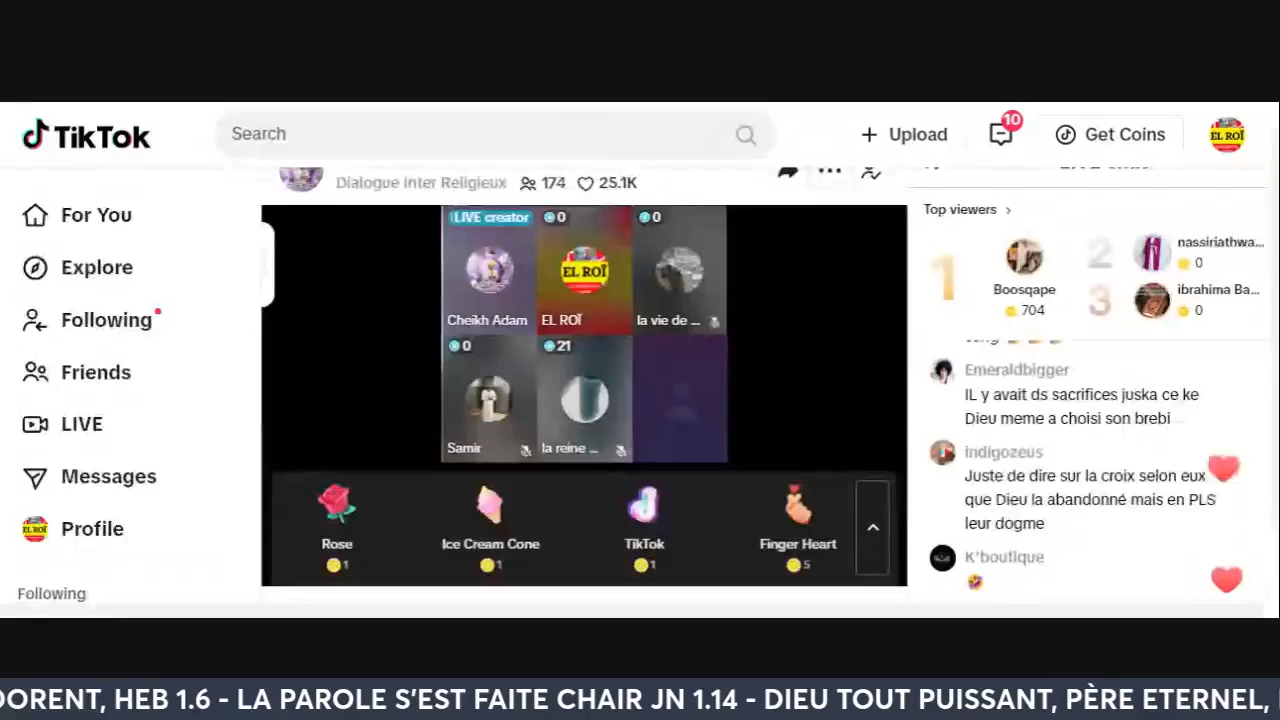 TikTok
Search
Upload
10
Get Coins
EL ROÏ
For You
Explore
Following
Friends
LIVE
Messages
Profile
Following
Dialogue Inter Religieux 174 25.1K
LIVE creator 0 0
EL ROÏ
Cheikh Adam EL ROÏ la vie de ...
0 21
Samir la reine ...
Rose Ice Cream Cone TikTok Finger Heart
1 1 1 5
Top viewers >
1 2 3
Boosqape
704
nassiriathwa...
0
ibrahima Ba...
0
Emeraldbigger
IL y avait ds sacrifices juska ce ke
Dieu meme a choisi son brebi
indigozeus
Juste de dire sur la croix selon eux
que Dieu la abandonné mais en PLS
leur dogme
K'boutique
DORENT, HEB 1.6 - LA PAROLE S'EST FAITE CHAIR JN 1.14 - DIEU TOUT PUISSANT, PÈRE ETERNEL,